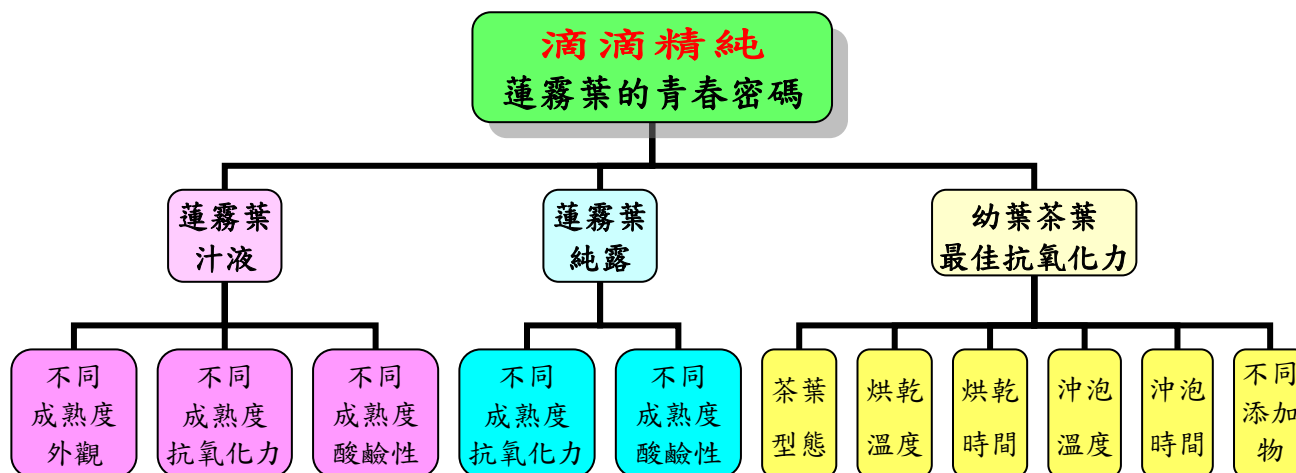 滴滴精純
蓮霧葉的青春密碼
蓮霧葉
汁液
蓮霧葉
純露
幼葉茶葉
最佳抗氧化力
不同
成熟度
外觀
不同
成熟度
抗氧化力
不同
成熟度
酸鹼性
不同
成熟度
抗氧化力
不同
成熟度
酸鹼性
茶葉
型態
烘乾
溫度
烘乾
時間
沖泡
溫度
沖泡
時間
不同
添加
物